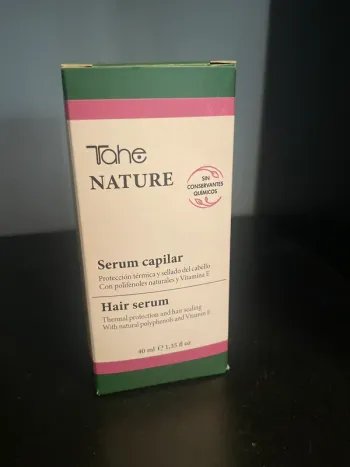 Tahe
NATURE
SIN
CONSERVANTES
QUÍMICOS
Serum capilar
Protección térmica y sellado del cabello
Con polifenoles naturales y Vitamina E
Hair serum
Thermal protection and hair sealing
With natural polyphenols and Vitamin E
40 ml ℮ 1,35 fl oz